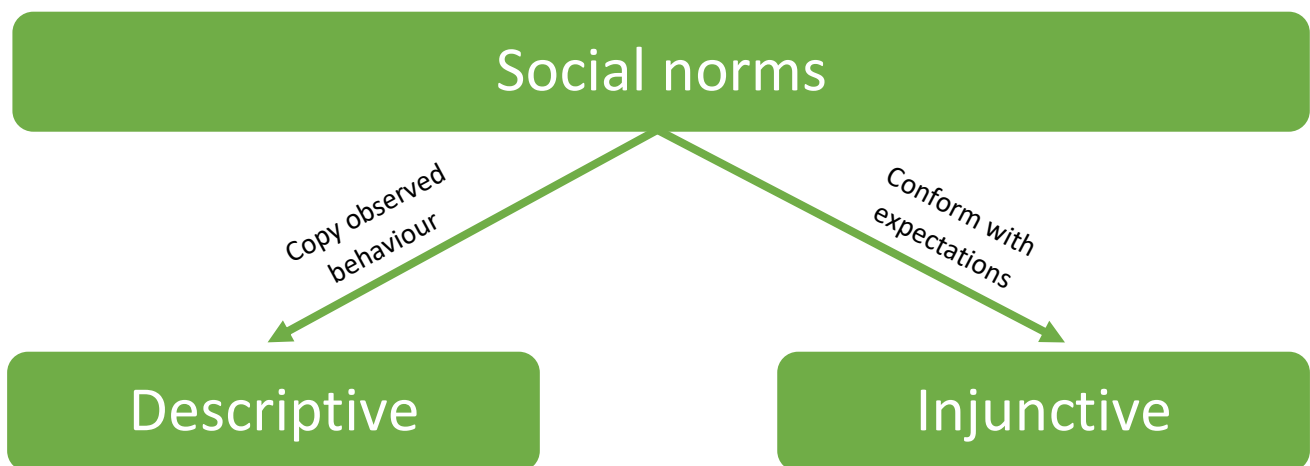 Social norms
Copy observed
behaviour
Conform with
expectations
Descriptive
Injunctive